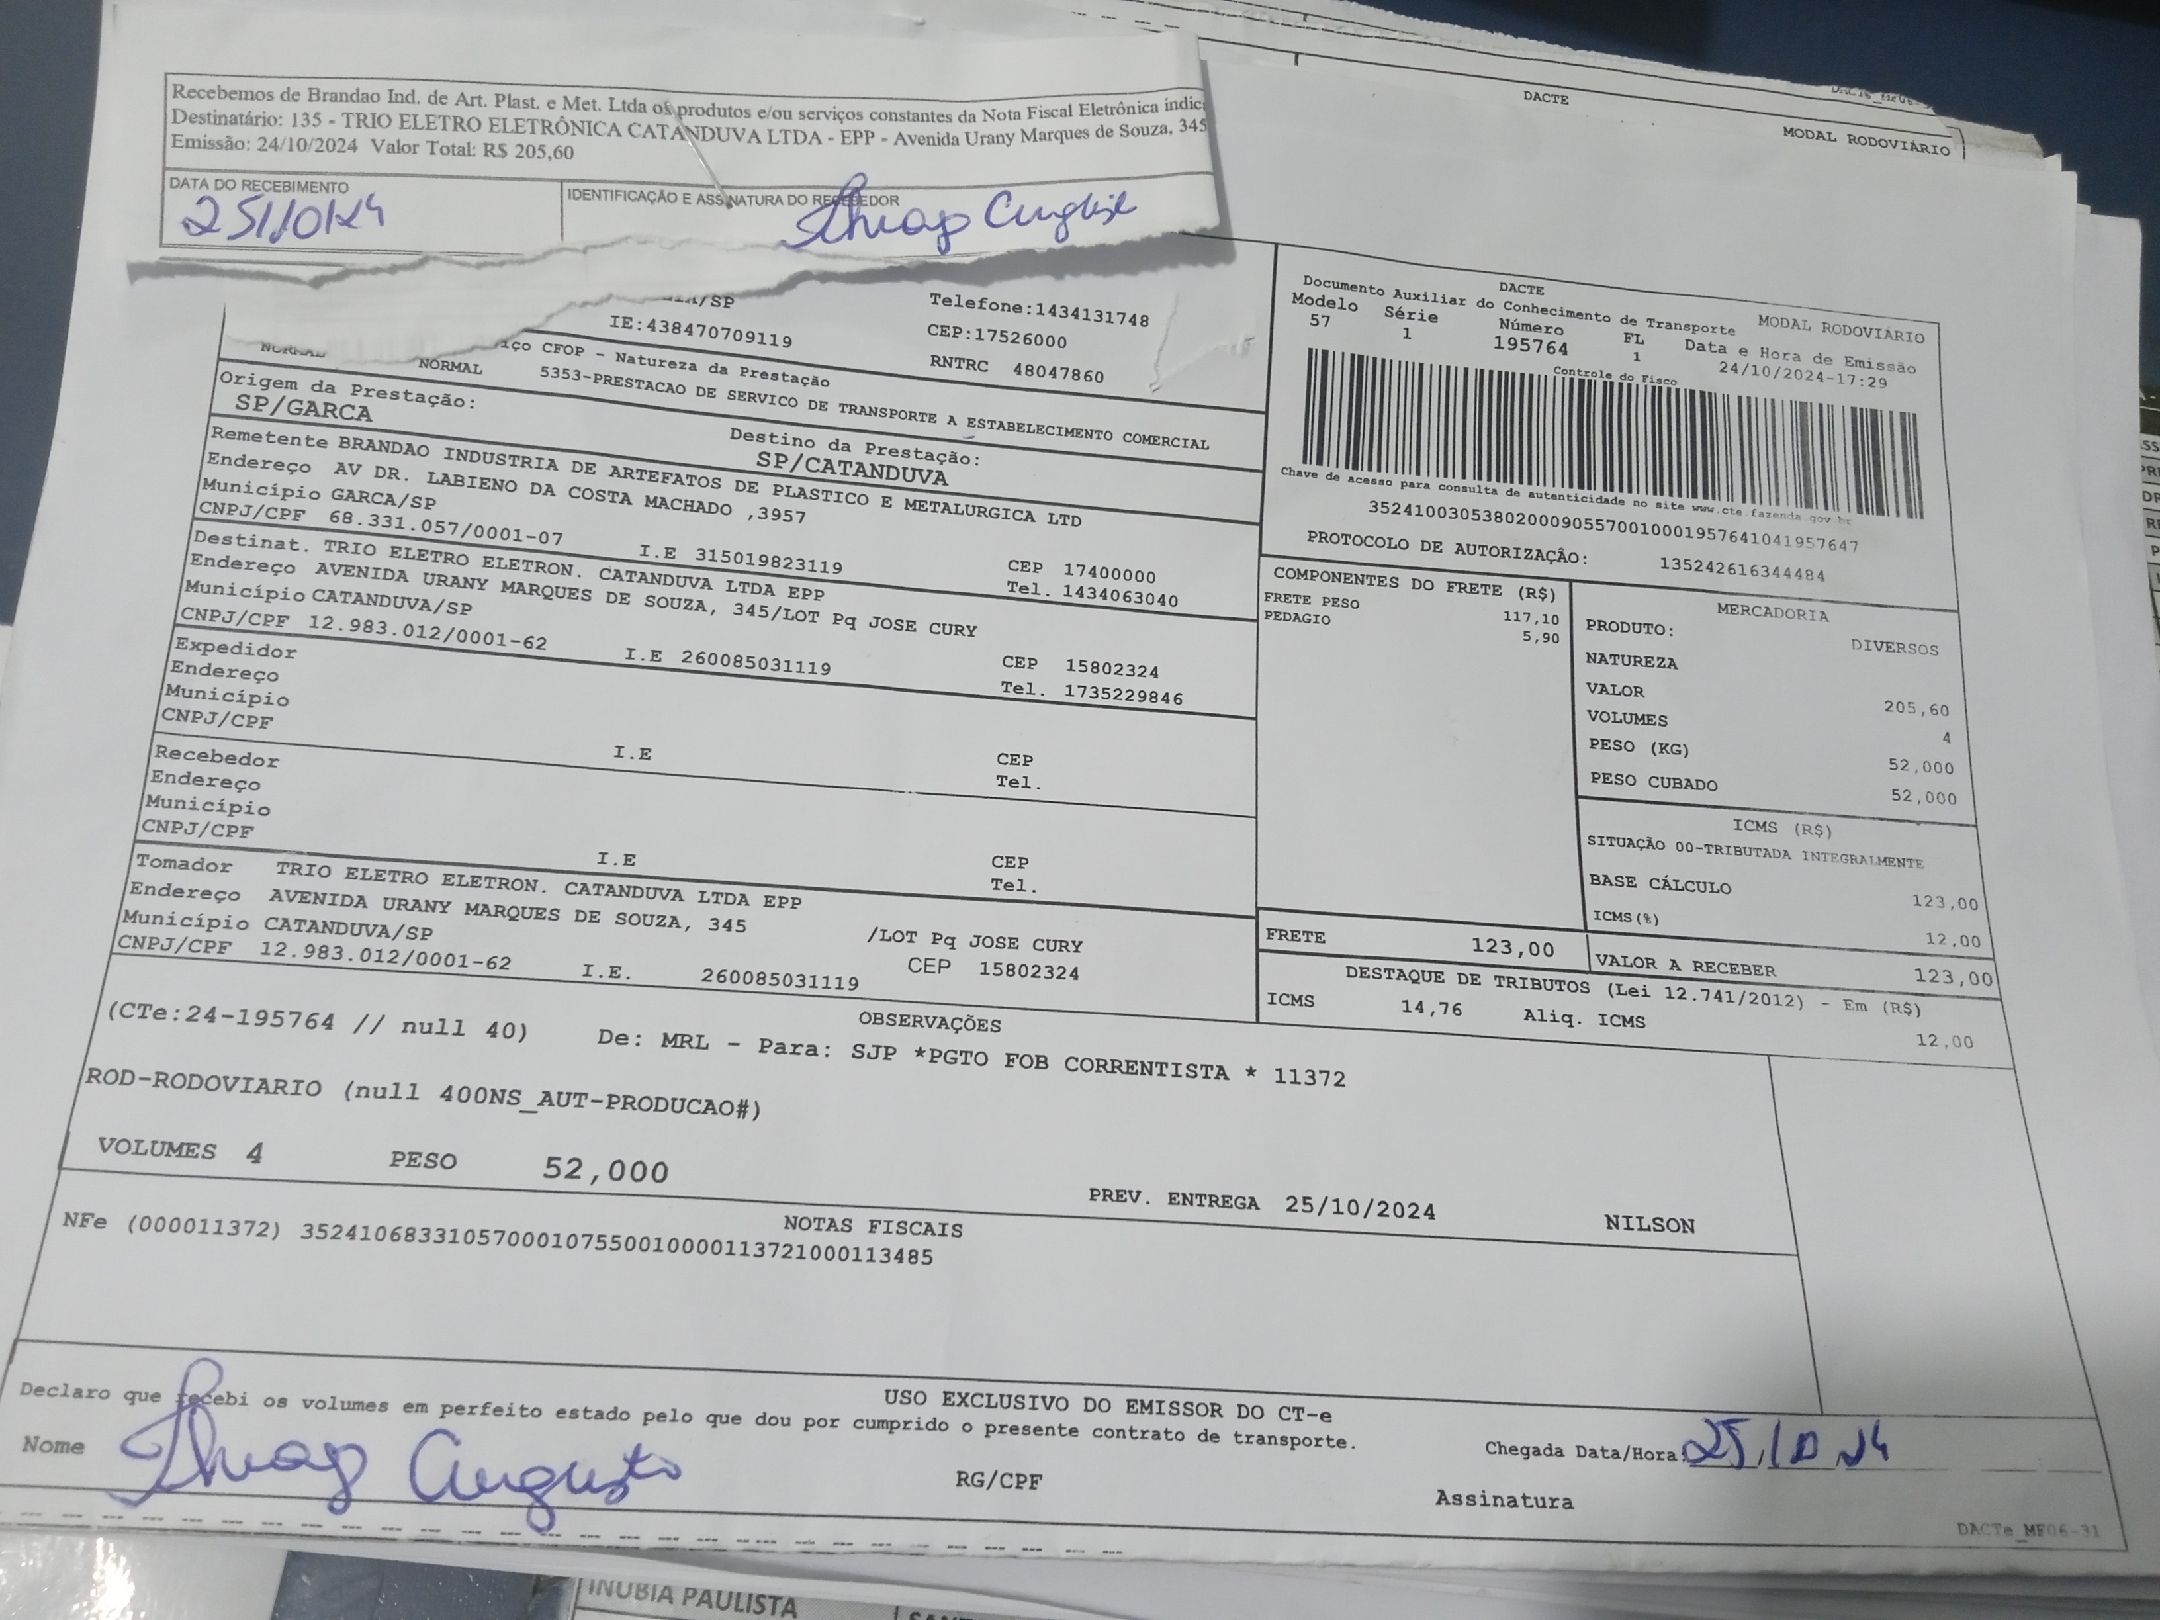 Recebemos de Brandao Ind. de Art. Plast. e Met. Ltda os produtos e/ou serviços constantes da Nota Fiscal Eletrônica indic
Destinatário: 135 - TRIO ELETRO ELETRÔNICA CATANDUVA LTDA - EPP - Avenida Urany Marques de Souza, 345
Emissão: 24/10/2024 Valor Total: R$ 205,60
DATA DO RECEBIMENTO
25/10/24
IDENTIFICAÇÃO E ASSINATURA DO RECEBEDOR
DACTE
MODAL RODOVIÁRIO
/SP
Telefone:1434131748
IE:438470709119
CEP:17526000
RNTRC 48047860
NORMAL
NORMAL
iço CFOP - Natureza da Prestação
5353-PRESTACAO DE SERVICO DE TRANSPORTE A ESTABELECIMENTO COMERCIAL
Origem da Prestação:
SP/GARCA
Destino da Prestação:
SP/CATANDUVA
DACTE
Documento Auxiliar do Conhecimento de Transporte
MODAL RODOVIÁRIO
Modelo Série Número FL Data e Hora de Emissão
57 1 195764 1 24/10/2024-17:29
Controle do Fisco
Chave de acesso para consulta de autenticidade no site www.cte.fazenda.gov.br
35241003053802000905570010001957641041957647
PROTOCOLO DE AUTORIZAÇÃO: 135242616344484
Remetente BRANDAO INDUSTRIA DE ARTEFATOS DE PLASTICO E METALURGICA LTD
Endereço AV DR. LABIENO DA COSTA MACHADO ,3957
Município GARCA/SP CEP 17400000
CNPJ/CPF 68.331.057/0001-07 I.E 315019823119 Tel. 1434063040
Destinat. TRIO ELETRO ELETRON. CATANDUVA LTDA EPP
Endereço AVENIDA URANY MARQUES DE SOUZA, 345/LOT Pq JOSE CURY
Município CATANDUVA/SP CEP 15802324
CNPJ/CPF 12.983.012/0001-62 I.E 260085031119 Tel. 1735229846
Expedidor
Endereço
Município CEP
CNPJ/CPF I.E Tel.
Recebedor
Endereço
Município CEP
CNPJ/CPF I.E Tel.
Tomador TRIO ELETRO ELETRON. CATANDUVA LTDA EPP
Endereço AVENIDA URANY MARQUES DE SOUZA, 345 /LOT Pq JOSE CURY
Município CATANDUVA/SP CEP 15802324
CNPJ/CPF 12.983.012/0001-62 I.E. 260085031119
COMPONENTES DO FRETE (R$)
FRETE PESO 117,10
PEDAGIO 5,90
MERCADORIA
PRODUTO: DIVERSOS
NATUREZA
VALOR 205,60
VOLUMES 4
PESO (KG) 52,000
PESO CUBADO 52,000
ICMS (R$)
SITUAÇÃO 00-TRIBUTADA INTEGRALMENTE
BASE CÁLCULO 123,00
ICMS(%) 12,00
FRETE 123,00
VALOR A RECEBER 123,00
DESTAQUE DE TRIBUTOS (Lei 12.741/2012) - Em (R$)
ICMS 14,76 Aliq. ICMS 12,00
OBSERVAÇÕES
(CTe:24-195764 // null 40) De: MRL - Para: SJP *PGTO FOB CORRENTISTA * 11372
ROD-RODOVIARIO (null 400NS_AUT-PRODUCAO#)
VOLUMES 4 PESO 52,000
PREV. ENTREGA 25/10/2024 NILSON
NOTAS FISCAIS
NFe (000011372) 35241068331057000107550010000113721000113485
USO EXCLUSIVO DO EMISSOR DO CT-e
Declaro que recebi os volumes em perfeito estado pelo que dou por cumprido o presente contrato de transporte.
Nome Thiago Augusto
RG/CPF
Chegada Data/Hora: 25/10 24
Assinatura
DACTe_MF06-31
INUBIA PAULISTA